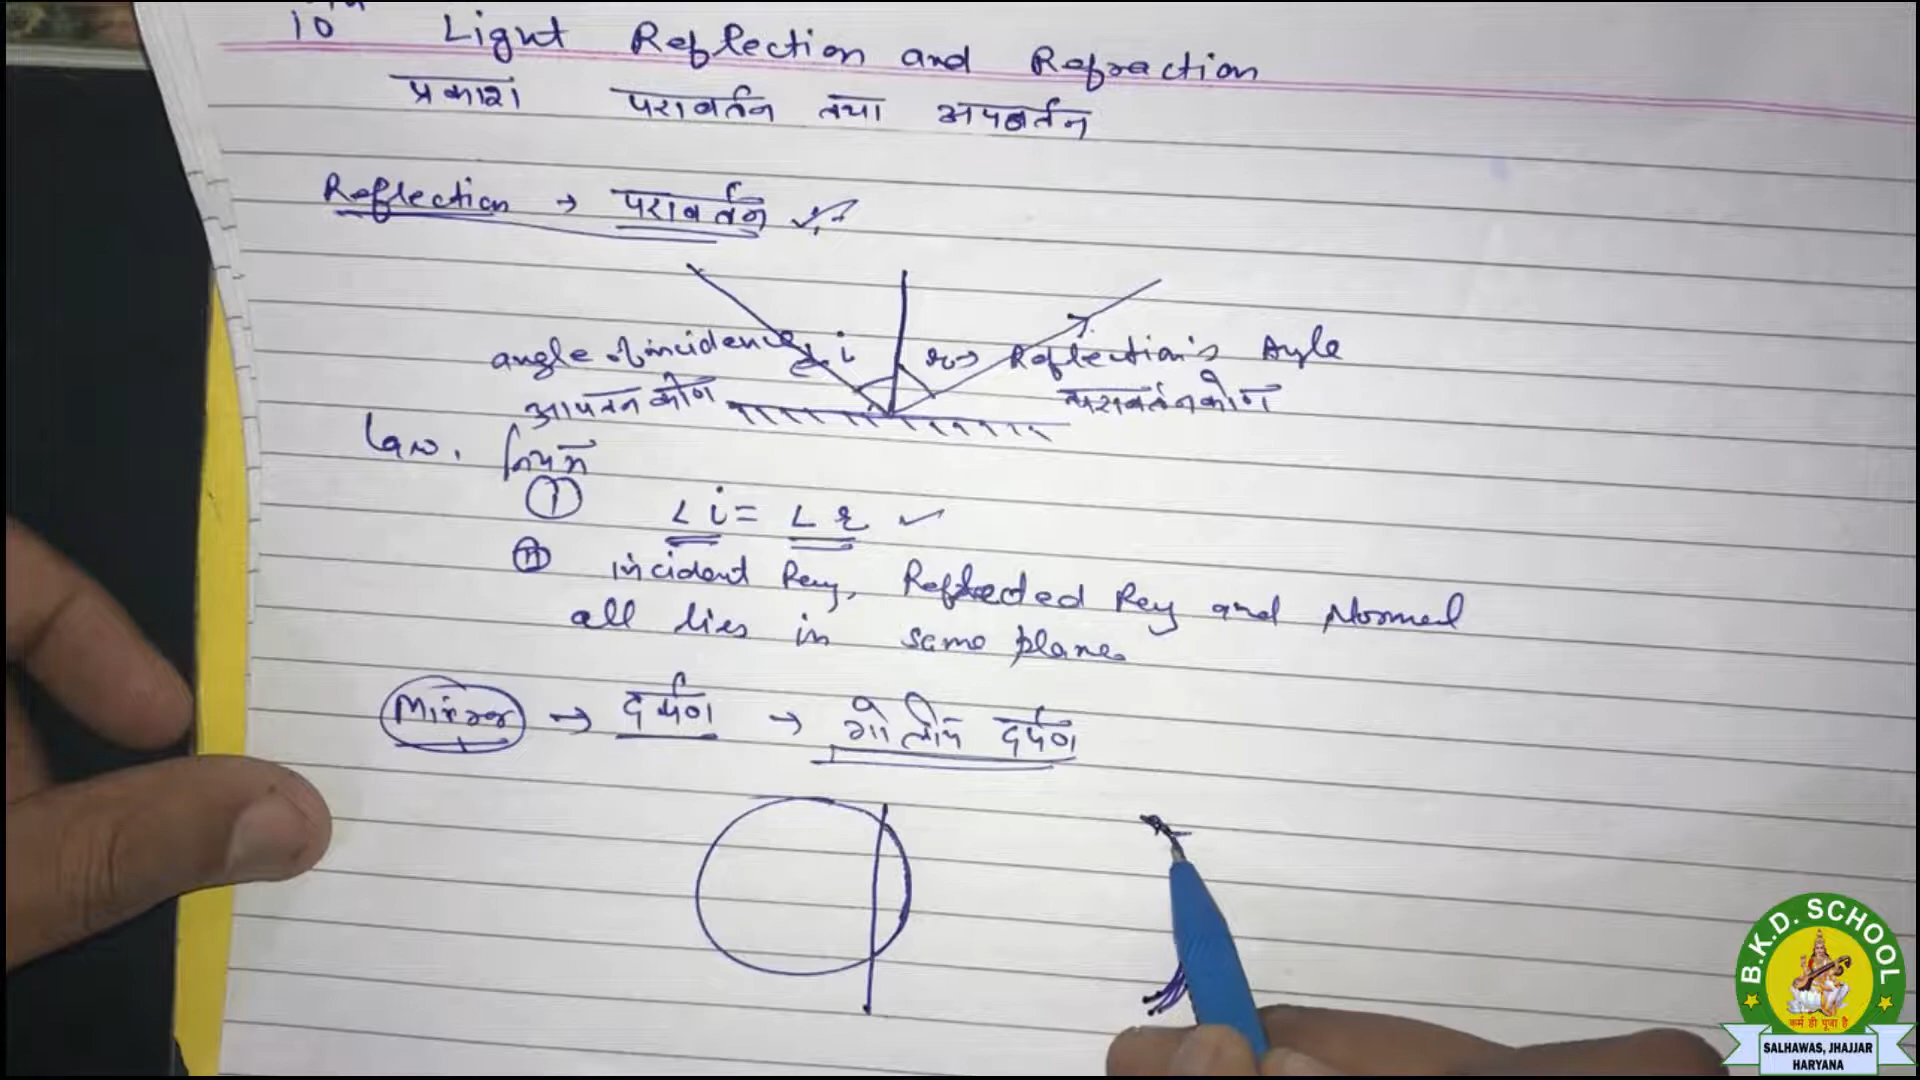 10 Light Reflection and Refraction
प्रकाश परावर्तन तथा अपवर्तन
Reflection → परावर्तन
angle of incidence i r → Reflection's Angle
आपतन कोण परावर्तन कोण
Law. नियम
I ∠i = ∠r
II incident Ray, Reflected Ray and Normal
all lies in same plane
Mirror → दर्पण → गोलीय दर्पण
B.K.D. SCHOOL
कर्म ही पूजा है
SALHAWAS, JHAJJAR
HARYANA